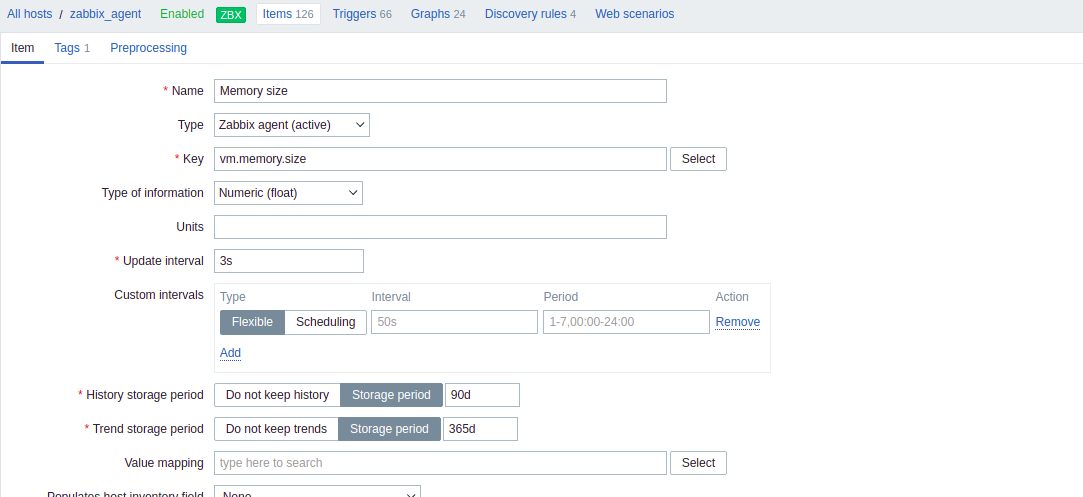 All hosts / zabbix_agent Enabled ZBX Items 126 Triggers 66 Graphs 24 Discovery rules 4 Web scenarios
Item Tags 1 Preprocessing
* Name Memory size
Type Zabbix agent (active)
* Key vm.memory.size Select
Type of information Numeric (float)
Units
* Update interval 3s
Custom intervals Type Interval Period Action
Flexible Scheduling 50s 1-7,00:00-24:00 Remove
Add
* History storage period Do not keep history Storage period 90d
* Trend storage period Do not keep trends Storage period 365d
Value mapping type here to search Select
Populates host inventory field None